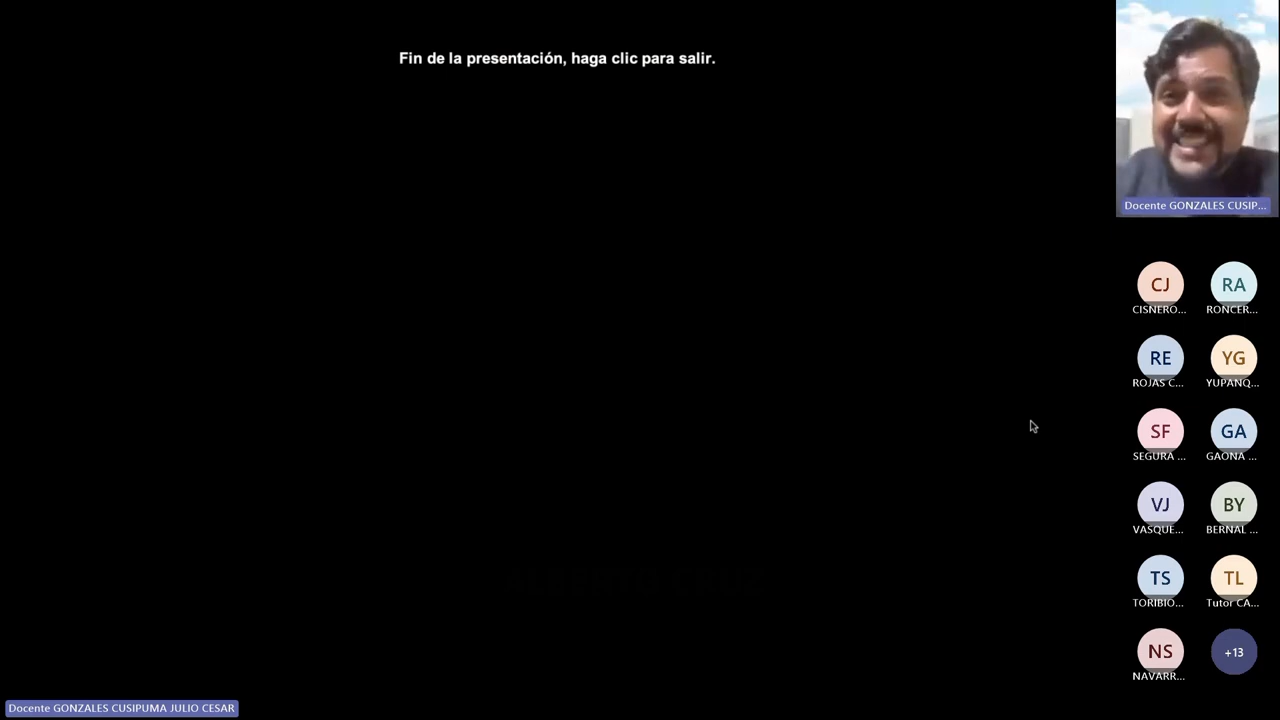 Fin de la presentación, haga clic para salir.
Docente GONZALES CUSIP...
CJ
CISNERO...
RA
RONCER...
RE
ROJAS C...
YG
YUPANQ...
SF
SEGURA ...
GA
GAONA ...
VJ
VASQUE...
BY
BERNAL ...
TS
TORIBIO...
TL
Tutor CA...
NS
NAVARR...
+13
Docente GONZALES CUSIPUMA JULIO CESAR